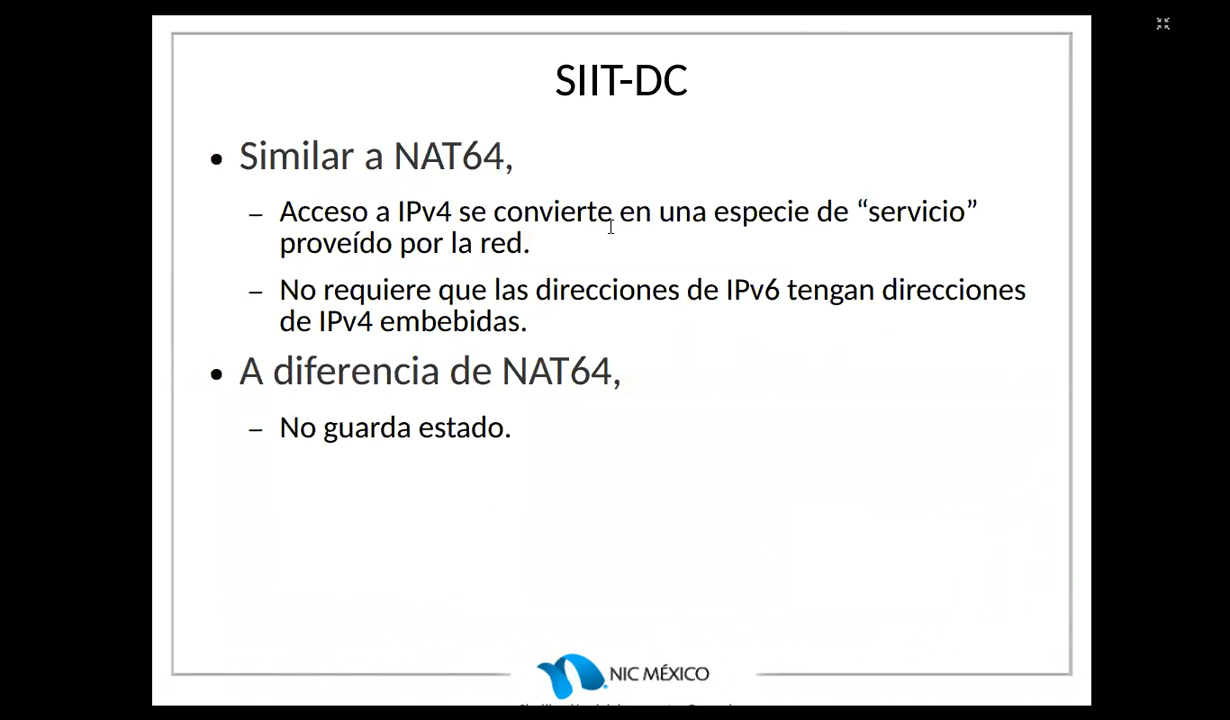 SIIT-DC
• Similar a NAT64,
– Acceso a IPv4 se convierte en una especie de “servicio”
proveído por la red.
– No requiere que las direcciones de IPv6 tengan direcciones
de IPv4 embebidas.
• A diferencia de NAT64,
– No guarda estado.
NIC MÉXICO